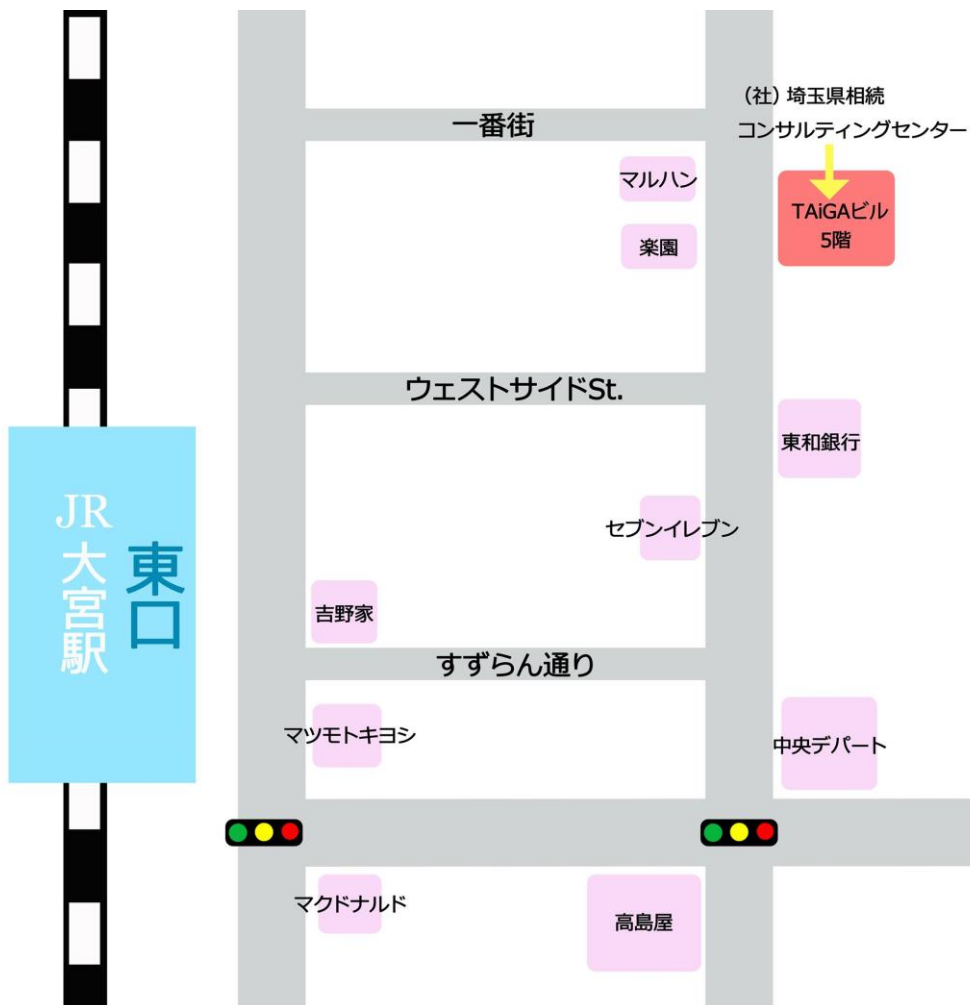 (社)埼玉県相続
コンサルティングセンター
一番街
マルハン
TAiGAビル
5階
楽園
ウェストサイドSt.
東和銀行
JR
大宮駅
東口
セブンイレブン
吉野家
すずらん通り
マツモトキヨシ
中央デパート
マクドナルド
高島屋